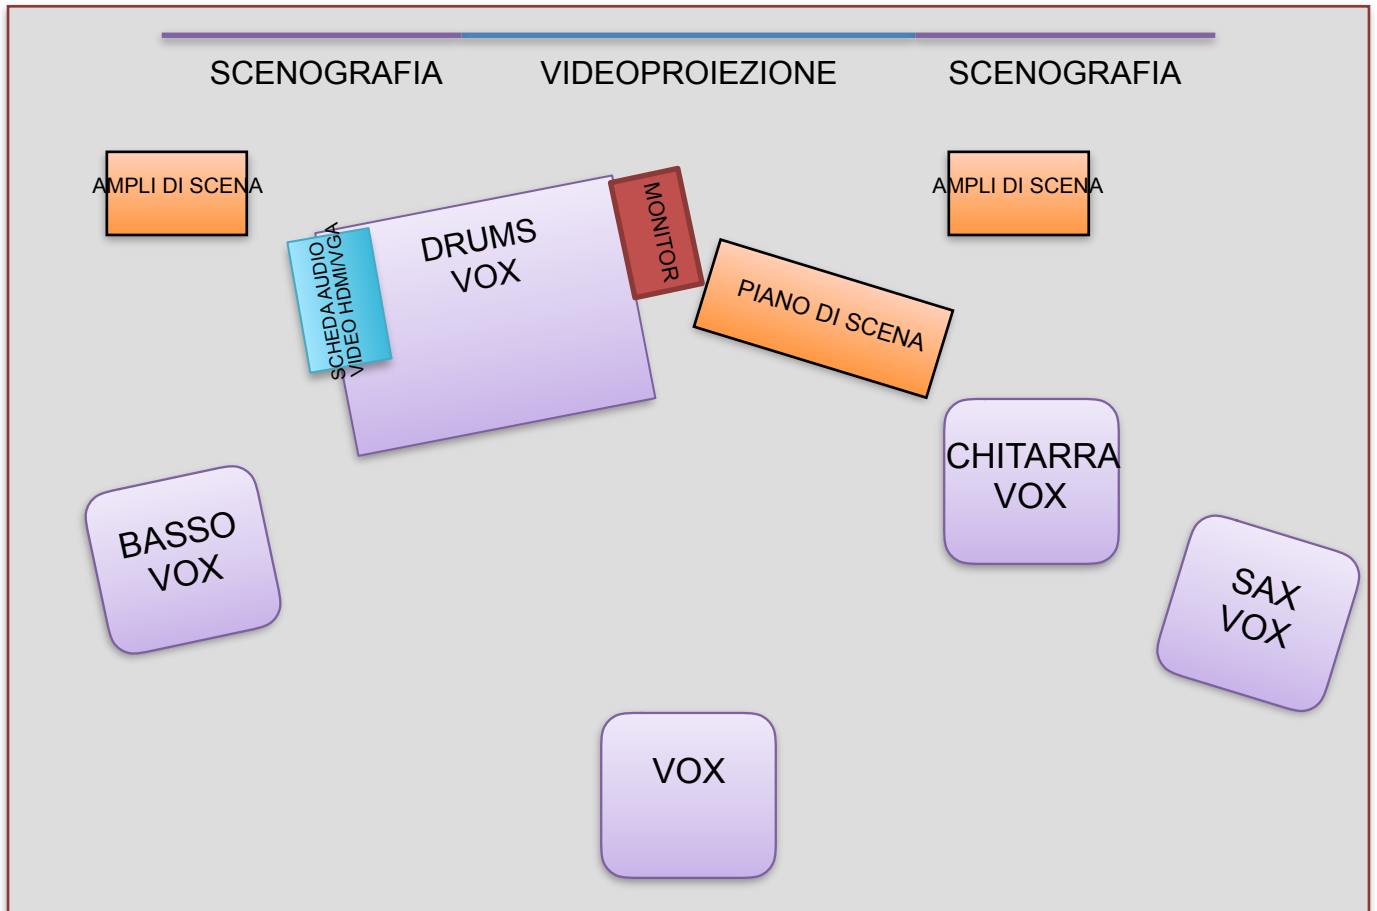 SCENOGRAFIA
VIDEOPROIEZIONE
SCENOGRAFIA
AMPLI DI SCENA
AMPLI DI SCENA
SCHEDA AUDIO
VIDEO HDMI/VGA
DRUMS
VOX
MONITOR
PIANO DI SCENA
CHITARRA
VOX
BASSO
VOX
SAX
VOX
VOX